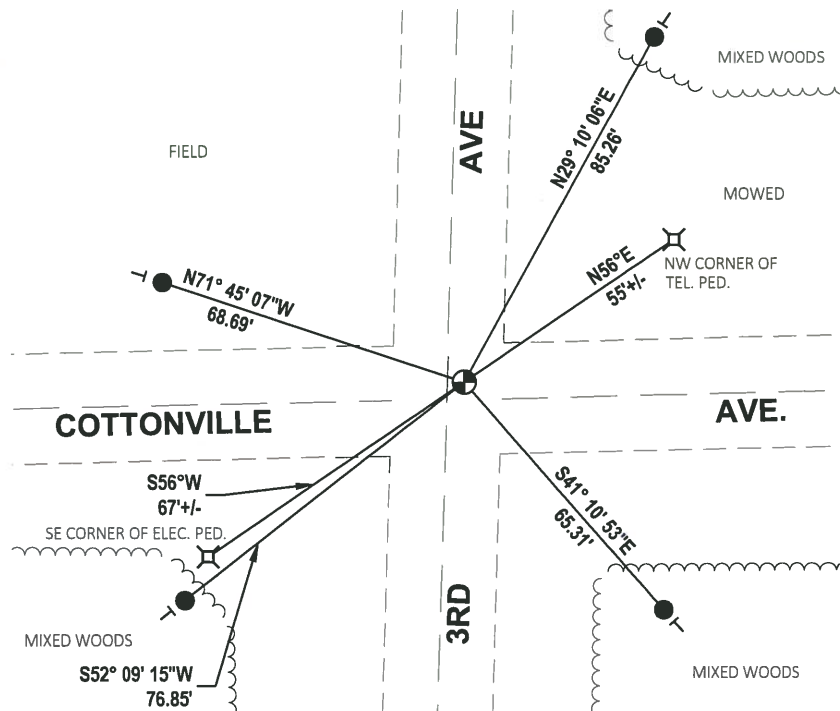 MIXED WOODS
AVE
FIELD
N29° 10' 06"E
85.26'
MOWED
N56°E
55'+/-
NW CORNER OF
TEL. PED.
N71° 45' 07"W
68.69'
COTTONVILLE
AVE.
S56°W
67'+/-
S41° 10' 53"E
65.31'
SE CORNER OF ELEC. PED.
3RD
MIXED WOODS
S52° 09' 15"W
76.85'
MIXED WOODS